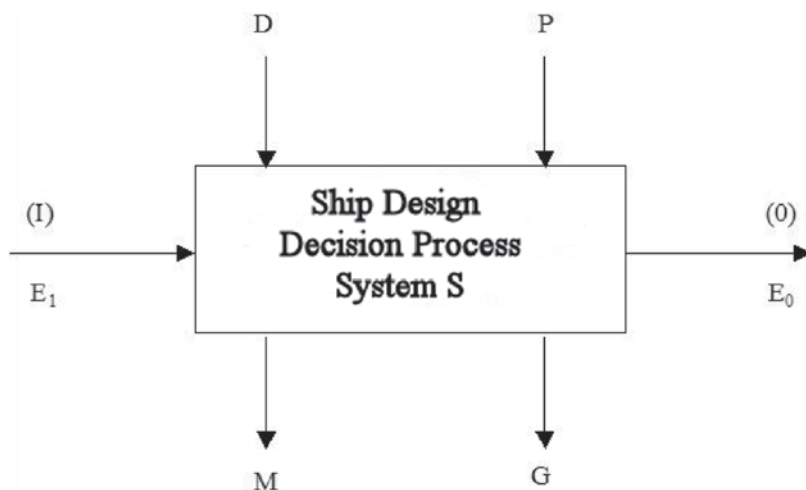 D P
Ship Design
(I) (0)
Decision Process
System S
E₁ E₀
M G